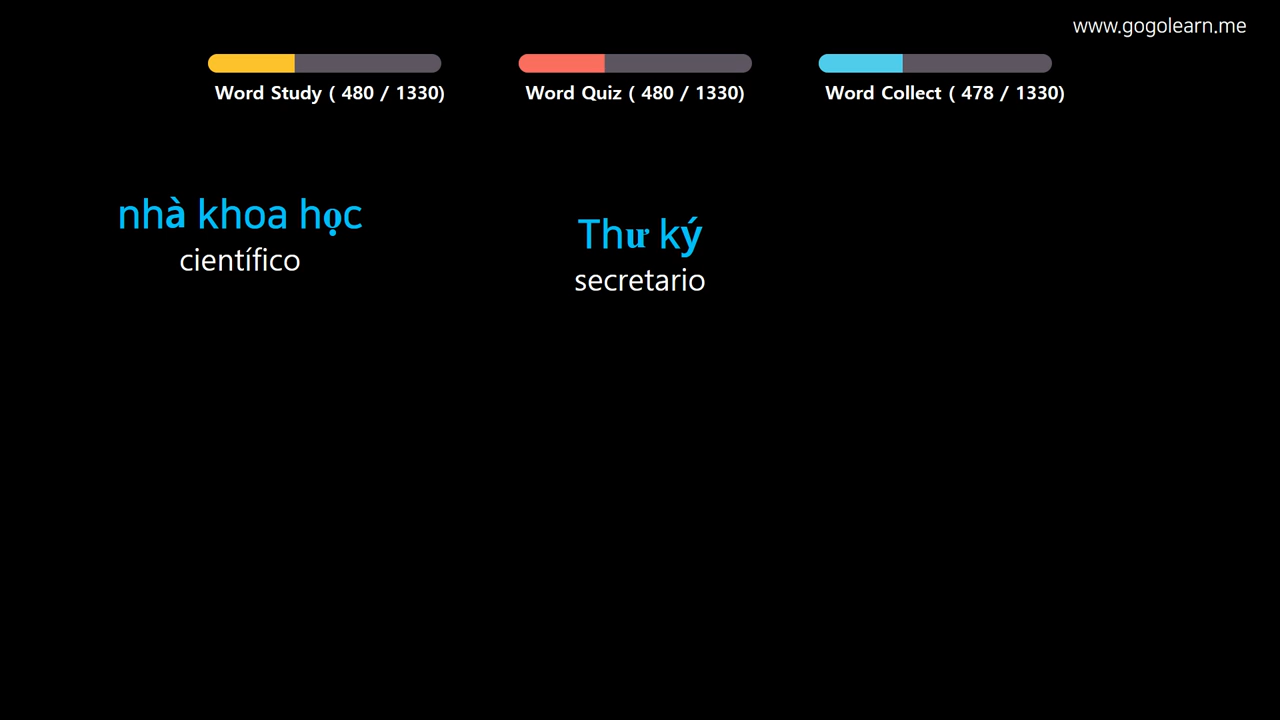 www.gogolearn.me
Word Study ( 480 / 1330)
Word Quiz ( 480 / 1330)
Word Collect ( 478 / 1330)
nhà khoa học
científico
Thư ký
secretario